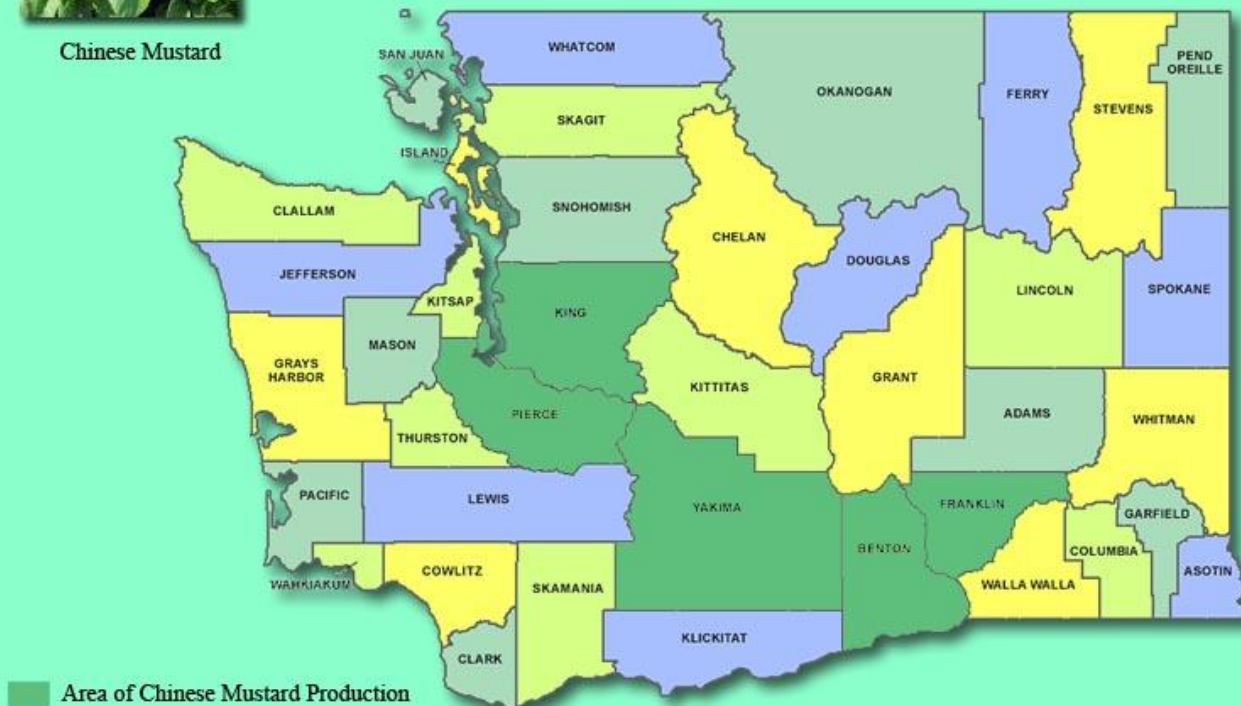 Chinese Mustard
SAN JUAN
WHATCOM
OKANOGAN
FERRY
STEVENS
PEND
OREILLE
SKAGIT
ISLAND
SNOHOMISH
CLALLAM
CHELAN
DOUGLAS
JEFFERSON
KITSAP
KING
LINCOLN
SPOKANE
MASON
GRAYS
HARBOR
KITTITAS
GRANT
PIERCE
ADAMS
WHITMAN
THURSTON
PACIFIC
LEWIS
YAKIMA
FRANKLIN
GARFIELD
BENTON
COLUMBIA
WAHKIAKUM
COWLITZ
SKAMANIA
WALLA WALLA
ASOTIN
KLICKITAT
CLARK
Area of Chinese Mustard Production